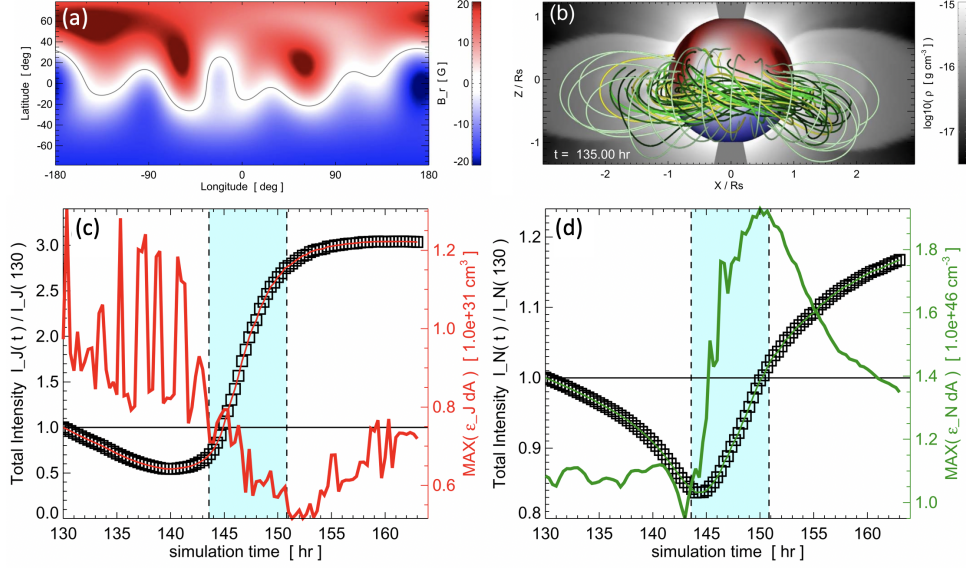 (a)
Latitude [ deg ]
80
60
40
20
0
20
40
60
-180
-90
0
90
180
Longitude [ deg ]
20
10
0
-10
-20
B_r [ G ]
(b)
Z / Rs
1
0
-1
t = 135.00 hr
-2
-1
0
1
2
X / Rs
-15
-16
-17
log10( ρ [ g cm⁻³ ]
(c)
Total Intensity I_J( t ) / I_J( 130 )
3.0
2.5
2.0
1.5
1.0
0.5
0.0
130 135 140 145 150 155 160
simulation time [ hr ]
1.2
1.0
0.8
0.6
MAX( ε_J dA ) [ 1.0e+31 cm³ ]
(d)
Total Intensity I_N( t ) / I_N( 130 )
1.2
1.1
1.0
0.9
0.8
130 135 140 145 150 155 160
simulation time [ hr ]
1.8
1.6
1.4
1.2
1.0
MAX( ε_N dA ) [ 1.0e+46 cm⁻³ ]